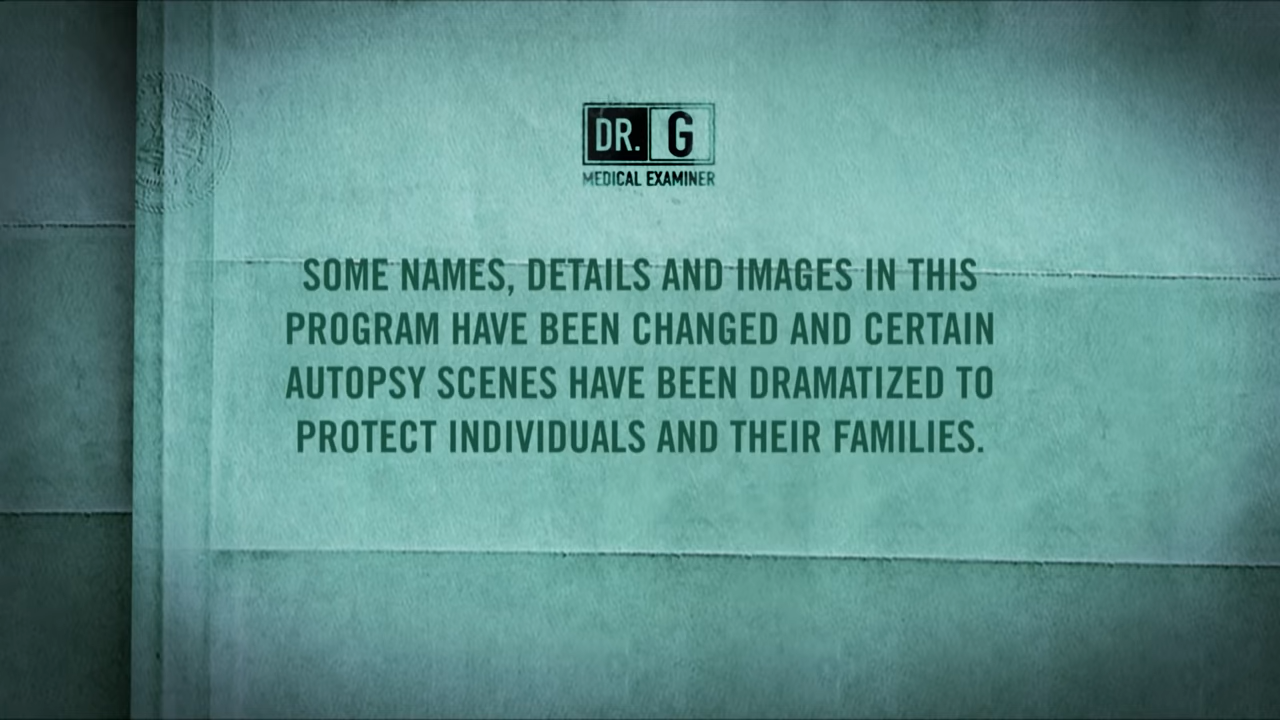 DR. G
MEDICAL EXAMINER
SOME NAMES, DETAILS AND IMAGES IN THIS
PROGRAM HAVE BEEN CHANGED AND CERTAIN
AUTOPSY SCENES HAVE BEEN DRAMATIZED TO
PROTECT INDIVIDUALS AND THEIR FAMILIES.